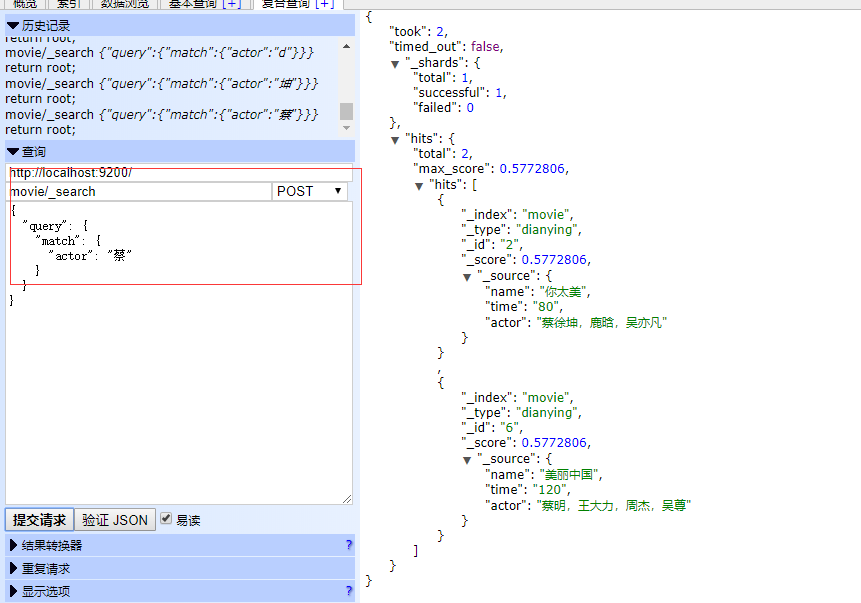 概览 索引 数据浏览 基本查询 [+] 复合查询 [+]
历史记录
return root;
movie/_search {"query":{"match":{"actor":"d"}}}
return root;
movie/_search {"query":{"match":{"actor":"坤"}}}
return root;
movie/_search {"query":{"match":{"actor":"蔡"}}}
return root;
查询
http://localhost:9200/
movie/_search POST
{
"query": {
"match": {
"actor": "蔡"
}
}
}
提交请求 验证 JSON 易读
结果转换器 ?
重复请求
显示选项 ?
{
"took": 2,
"timed_out": false,
"_shards": {
"total": 1,
"successful": 1,
"failed": 0
},
"hits": {
"total": 2,
"max_score": 0.5772806,
"hits": [
{
"_index": "movie",
"_type": "dianying",
"_id": "2",
"_score": 0.5772806,
"_source": {
"name": "你太美",
"time": "80",
"actor": "蔡徐坤，鹿晗，吴亦凡"
}
}
,
{
"_index": "movie",
"_type": "dianying",
"_id": "6",
"_score": 0.5772806,
"_source": {
"name": "美丽中国",
"time": "120",
"actor": "蔡明，王大力，周杰，吴蓴"
}
}
]
}
}